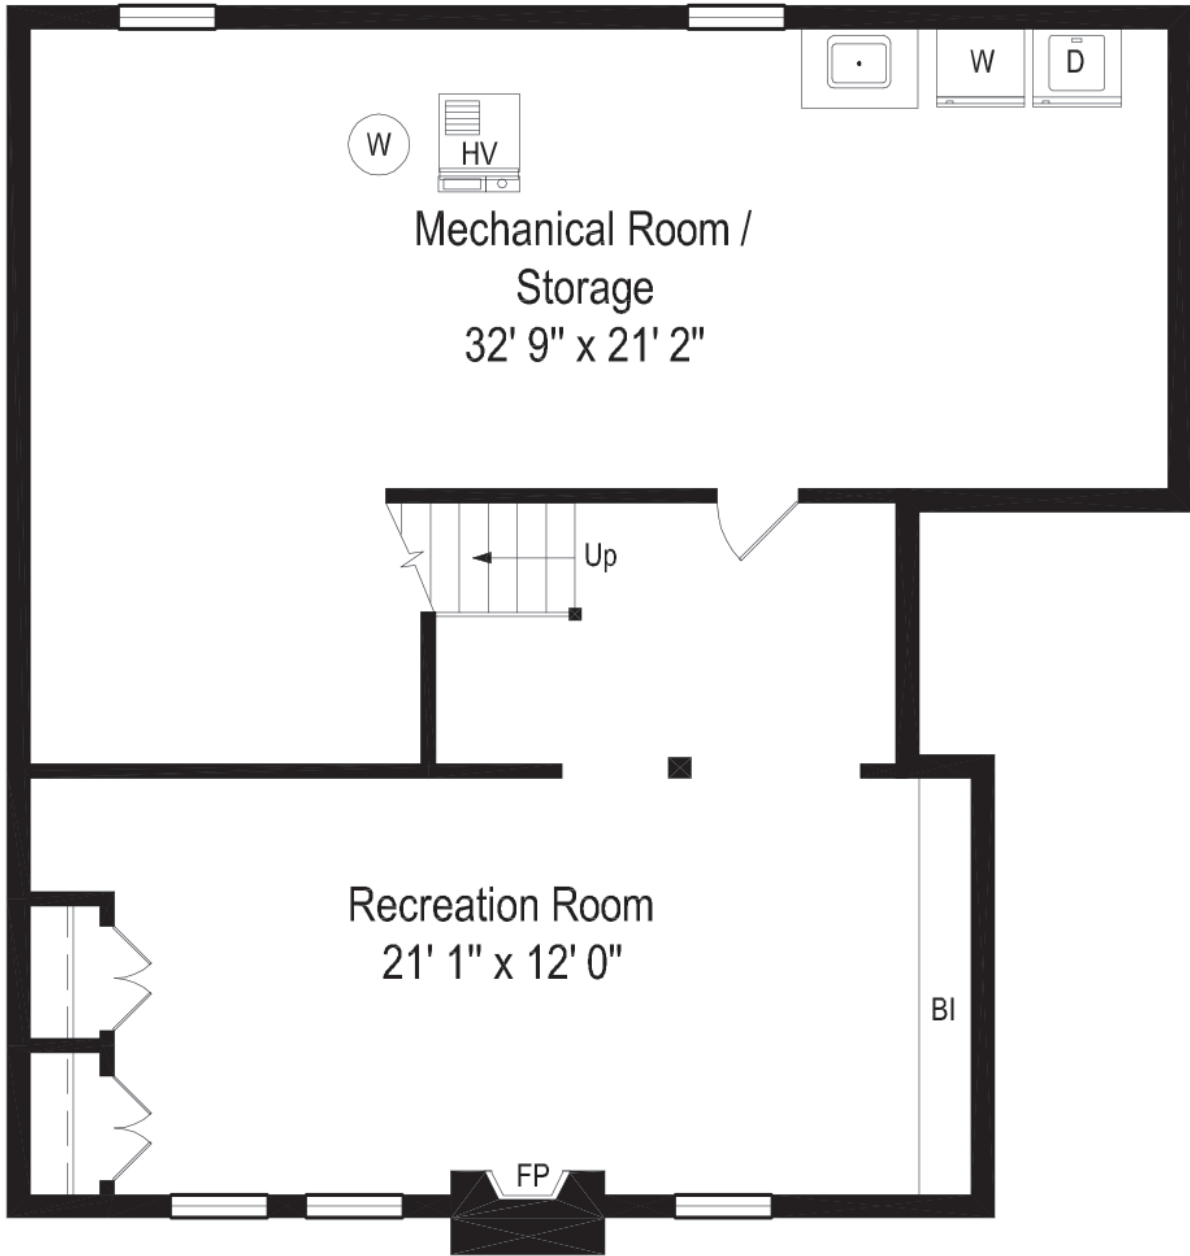 W
D
W
HV
Mechanical Room /
Storage
32' 9" x 21' 2"
Up
Recreation Room
21' 1" x 12' 0"
BI
FP